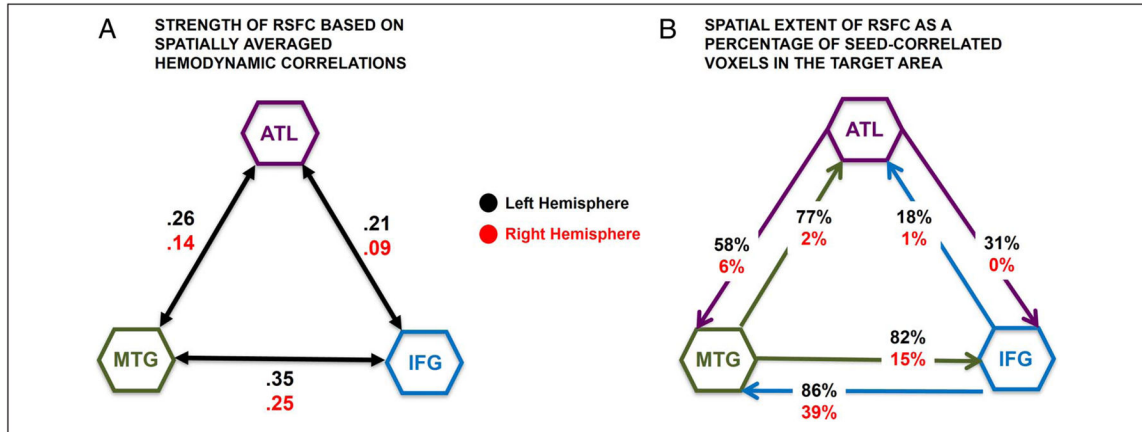 A
STRENGTH OF RSFC BASED ON
SPATIALLY AVERAGED
HEMODYNAMIC CORRELATIONS
ATL
.26
.14
.21
.09
MTG
IFG
.35
.25
Left Hemisphere
Right Hemisphere
B
SPATIAL EXTENT OF RSFC AS A
PERCENTAGE OF SEED-CORRELATED
VOXELS IN THE TARGET AREA
ATL
58%
6%
77%
2%
18%
1%
31%
0%
MTG
82%
15%
IFG
86%
39%